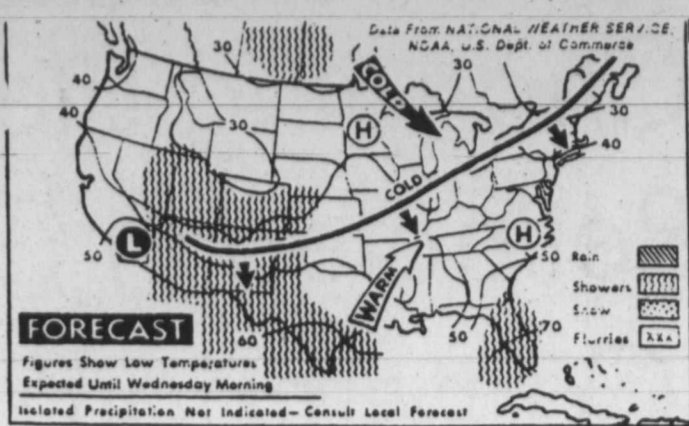 Data From NATIONAL WEATHER SERVICE,
NOAA, U.S. Dept. of Commerce
30
30
40
COLD
40
30
H
30
40
COLD
L
H
50
50
Rain
WARM
Showers
Snow
FORECAST
60
50
70
Flurries
Figures Show Low Temperatures
Expected Until Wednesday Morning
Isolated Precipitation Not Indicated— Consult Local Forecast